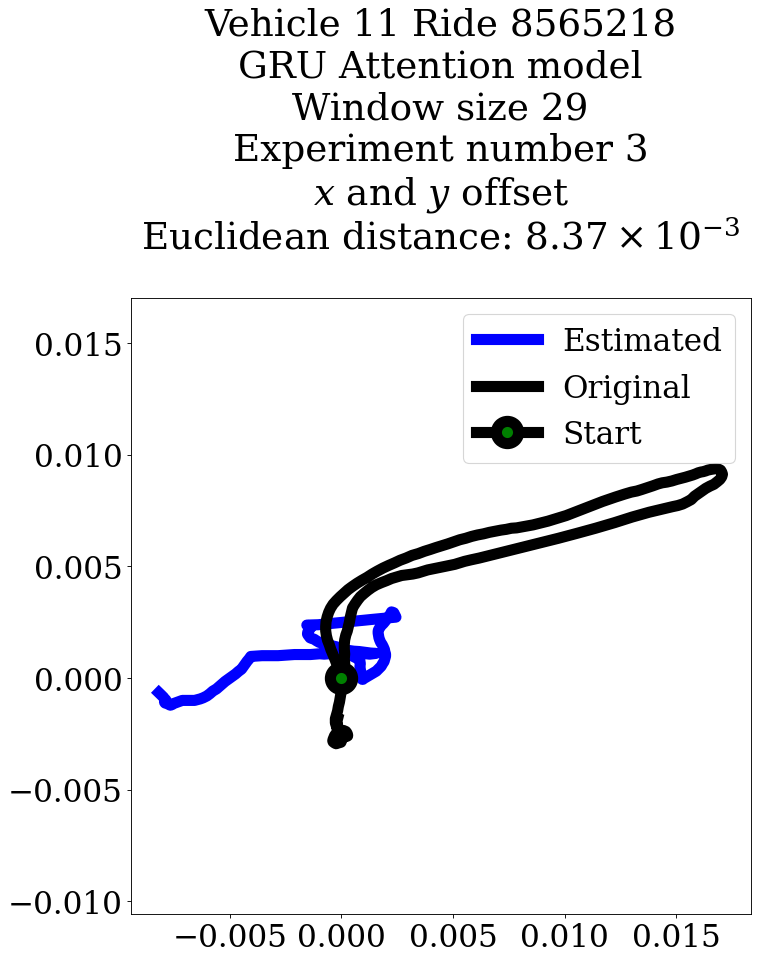 Vehicle 11 Ride 8565218
GRU Attention model
Window size 29
Experiment number 3
x and y offset
Euclidean distance: 8.37 × 10⁻³
Estimated
Original
Start
0.015
0.010
0.005
0.000
−0.005
−0.010
−0.005 0.000 0.005 0.010 0.015